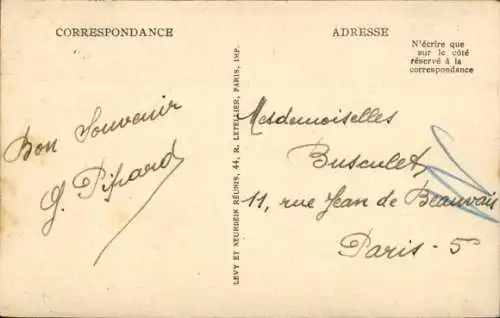 CORRESPONDANCE
Bon Souvenir
G. Pipard
LEVY ET NEURDEIN RÉUNIS, 44, R. LETELLIER, PARIS, IMP.
ADRESSE
N'écrire que
sur le côté
réservé à la
correspondance
Mesdemoiselles
Busculet,
11, rue Jean de Beauvais
Paris - 5